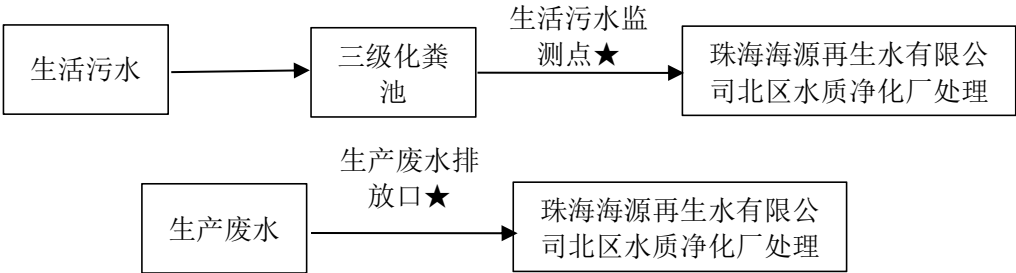 生活污水
三级化粪
池
生活污水监
测点★
珠海海源再生水有限公
司北区水质净化厂处理
生产废水
生产废水排
放口★
珠海海源再生水有限公
司北区水质净化厂处理